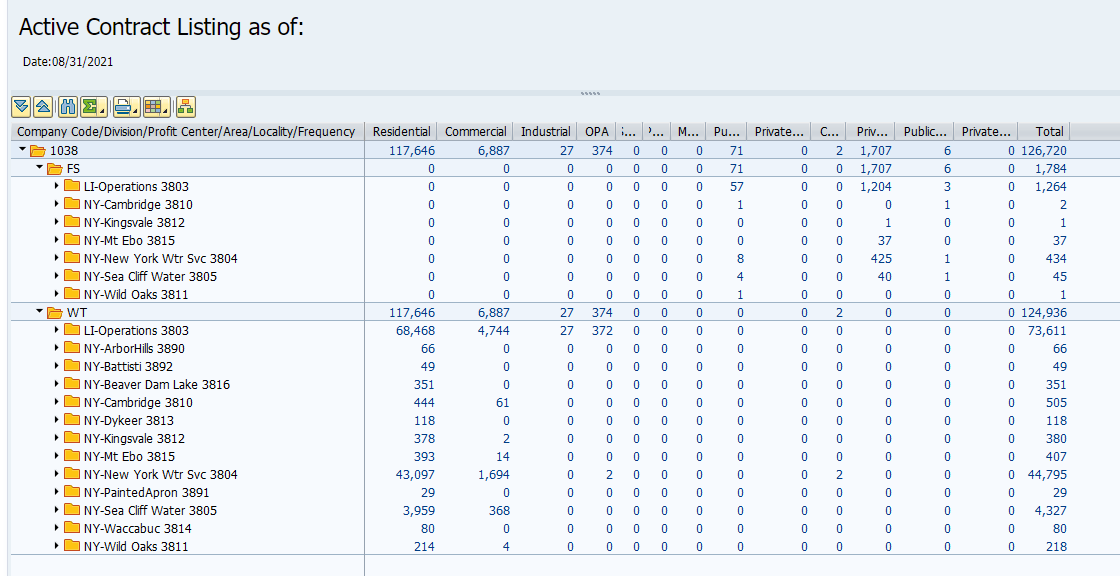 Active Contract Listing as of:
Date:08/31/2021
Company Code/Division/Profit Center/Area/Locality/Frequency Residential Commercial Industrial OPA S... P... M... Pu... Private... C... Priv... Public... Private... Total
1038 117,646 6,887 27 374 0 0 0 71 0 2 1,707 6 0 126,720
FS 0 0 0 0 0 0 0 71 0 0 1,707 6 0 1,784
LI-Operations 3803 0 0 0 0 0 0 0 57 0 0 1,204 3 0 1,264
NY-Cambridge 3810 0 0 0 0 0 0 0 1 0 0 0 1 0 2
NY-Kingsvale 3812 0 0 0 0 0 0 0 0 0 0 1 0 0 1
NY-Mt Ebo 3815 0 0 0 0 0 0 0 0 0 0 37 0 0 37
NY-New York Wtr Svc 3804 0 0 0 0 0 0 0 8 0 0 425 1 0 434
NY-Sea Cliff Water 3805 0 0 0 0 0 0 0 4 0 0 40 1 0 45
NY-Wild Oaks 3811 0 0 0 0 0 0 0 1 0 0 0 0 0 1
WT 117,646 6,887 27 374 0 0 0 0 0 2 0 0 0 124,936
LI-Operations 3803 68,468 4,744 27 372 0 0 0 0 0 0 0 0 0 73,611
NY-ArborHills 3890 66 0 0 0 0 0 0 0 0 0 0 0 0 66
NY-Battisti 3892 49 0 0 0 0 0 0 0 0 0 0 0 0 49
NY-Beaver Dam Lake 3816 351 0 0 0 0 0 0 0 0 0 0 0 0 351
NY-Cambridge 3810 444 61 0 0 0 0 0 0 0 0 0 0 0 505
NY-Dykeer 3813 118 0 0 0 0 0 0 0 0 0 0 0 0 118
NY-Kingsvale 3812 378 2 0 0 0 0 0 0 0 0 0 0 0 380
NY-Mt Ebo 3815 393 14 0 0 0 0 0 0 0 0 0 0 0 407
NY-New York Wtr Svc 3804 43,097 1,694 0 2 0 0 0 0 0 2 0 0 0 44,795
NY-PaintedApron 3891 29 0 0 0 0 0 0 0 0 0 0 0 0 29
NY-Sea Cliff Water 3805 3,959 368 0 0 0 0 0 0 0 0 0 0 0 4,327
NY-Waccabuc 3814 80 0 0 0 0 0 0 0 0 0 0 0 0 80
NY-Wild Oaks 3811 214 4 0 0 0 0 0 0 0 0 0 0 0 218